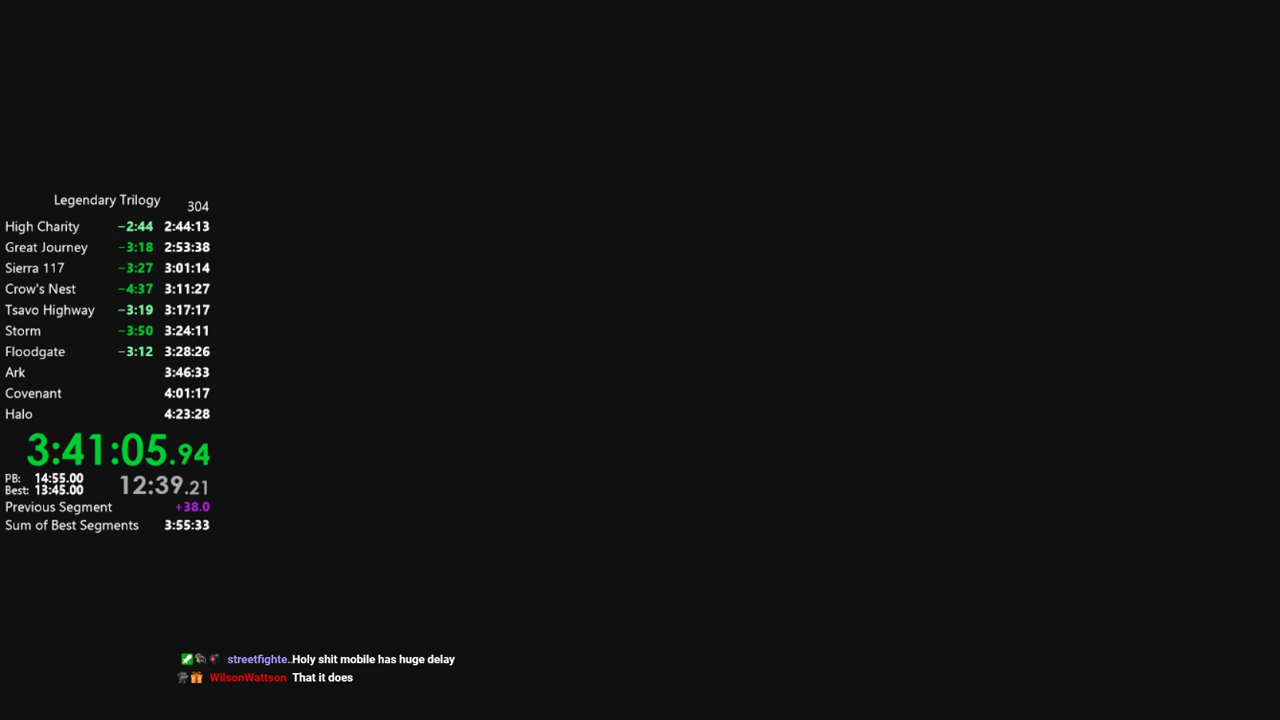 Legendary Trilogy 304
High Charity −2:44 2:44:13
Great Journey −3:18 2:53:38
Sierra 117 −3:27 3:01:14
Crow's Nest −4:37 3:11:27
Tsavo Highway −3:19 3:17:17
Storm −3:50 3:24:11
Floodgate −3:12 3:28:26
Ark 3:46:33
Covenant 4:01:17
Halo 4:23:28
3:41:05.94
PB: 14:55.00 12:39.21
Best: 13:45.00
Previous Segment +38.0
Sum of Best Segments 3:55:33
streetfighte..Holy shit mobile has huge delay
WilsonWattson That it does